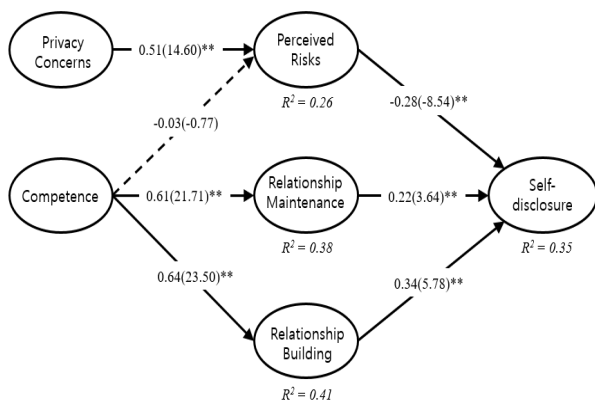 Privacy
Concerns
0.51(14.60)**
Perceived
Risks
R² = 0.26
-0.28(-8.54)**
-0.03(-0.77)
Competence
0.61(21.71)**
Relationship
Maintenance
R² = 0.38
0.22(3.64)**
Self-
disclosure
R² = 0.35
0.64(23.50)**
0.34(5.78)**
Relationship
Building
R² = 0.41